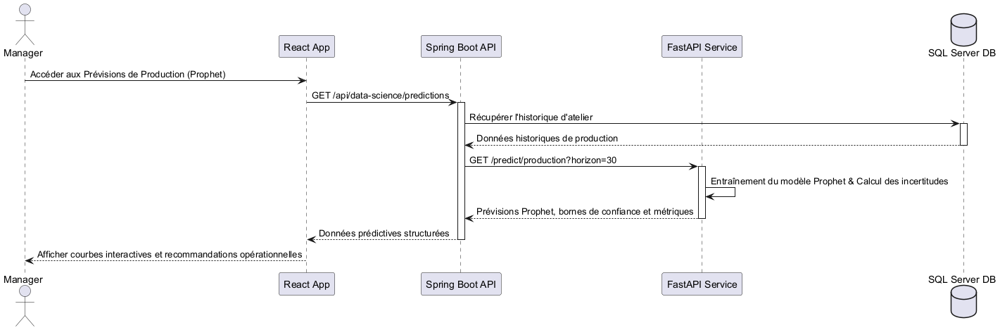 Manager
React App
Spring Boot API
FastAPI Service
SQL Server DB
Accéder aux Prévisions de Production (Prophet)
GET /api/data-science/predictions
Récupérer l'historique d'atelier
Données historiques de production
GET /predict/production?horizon=30
Entraînement du modèle Prophet & Calcul des incertitudes
Prévisions Prophet, bornes de confiance et métriques
Données prédictives structurées
Afficher courbes interactives et recommandations opérationnelles
Manager
React App
Spring Boot API
FastAPI Service
SQL Server DB